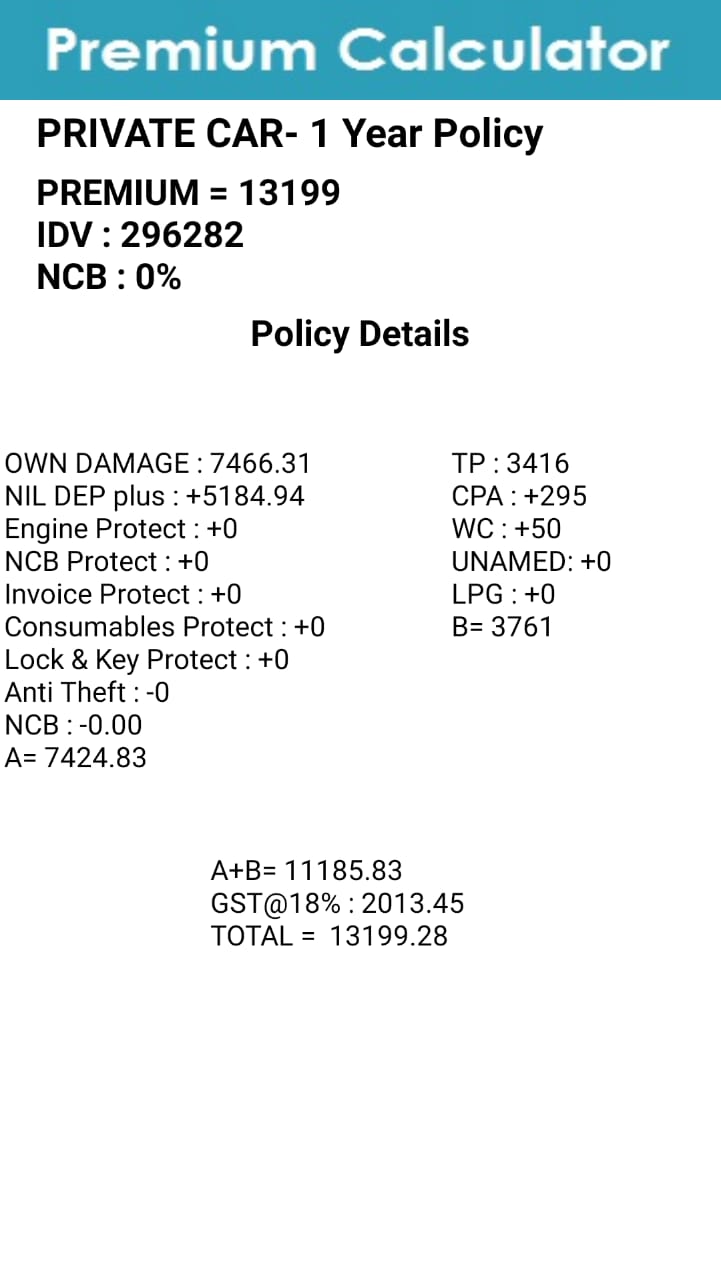 Premium Calculator
PRIVATE CAR- 1 Year Policy
PREMIUM = 13199
IDV : 296282
NCB : 0%
Policy Details
OWN DAMAGE : 7466.31
NIL DEP plus : +5184.94
Engine Protect : +0
NCB Protect : +0
Invoice Protect : +0
Consumables Protect : +0
Lock & Key Protect : +0
Anti Theft : -0
NCB : -0.00
A= 7424.83
TP : 3416
CPA : +295
WC : +50
UNAMED: +0
LPG : +0
B= 3761
A+B= 11185.83
GST@18% : 2013.45
TOTAL = 13199.28